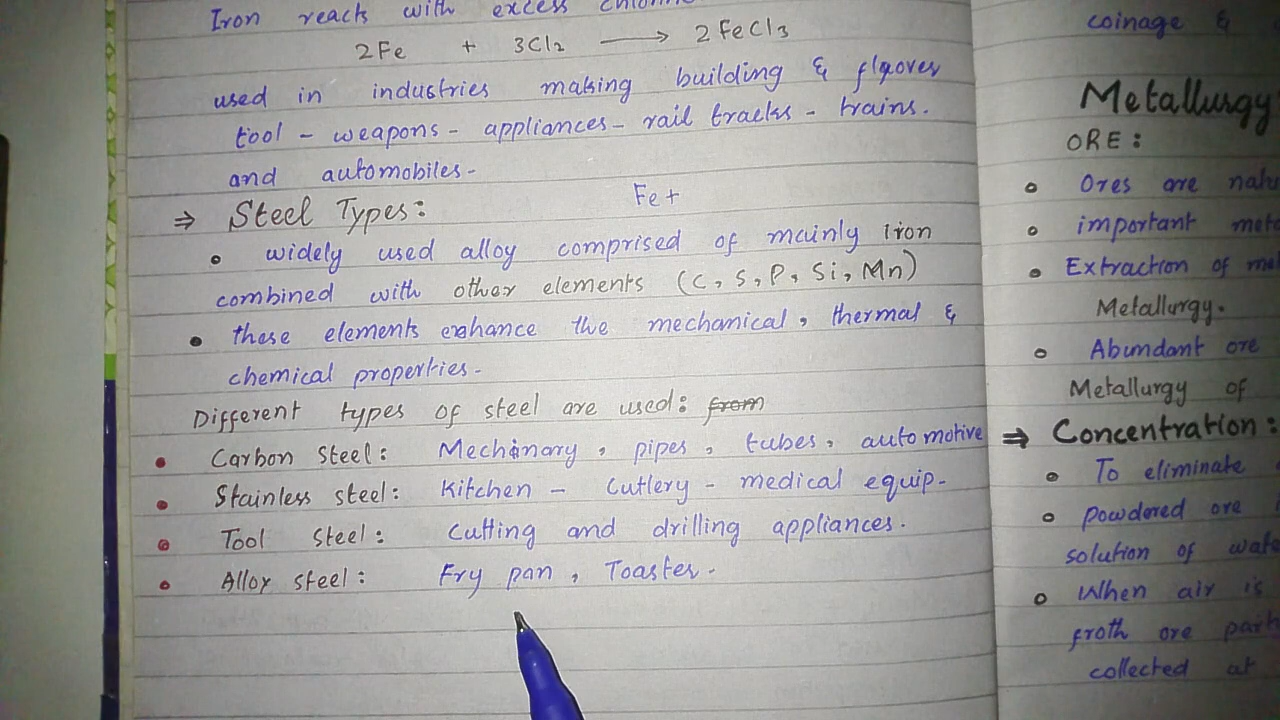 Iron reacts with excess
2Fe + 3Cl2 ⟶ 2FeCl3
used in industries making building & flyover
tool - weapons - appliances - rail tracks - trains.
and automobiles -
⇒ Steel Types: Fe+
• widely used alloy comprised of mainly iron
combined with other elements (C, S, P, Si, Mn)
• these elements enhance the mechanical, thermal &
chemical properties -
Different types of steel are used: from
• Carbon Steel: Mechinary, pipes, tubes, automotive
• Stainless steel: Kitchen - Cutlery - medical equip -
• Tool Steel: Cutting and drilling appliances.
• Alloy steel: Fry pan, Toaster -
coinage &
Metallurgy
ORE:
• Ores are
• important
• Extraction of
Metallurgy.
• Abundant ore
Metallurgy of
⇒ Concentration:
• To eliminate
• powdered ore
solution of
• When air is
froth ore
collected at